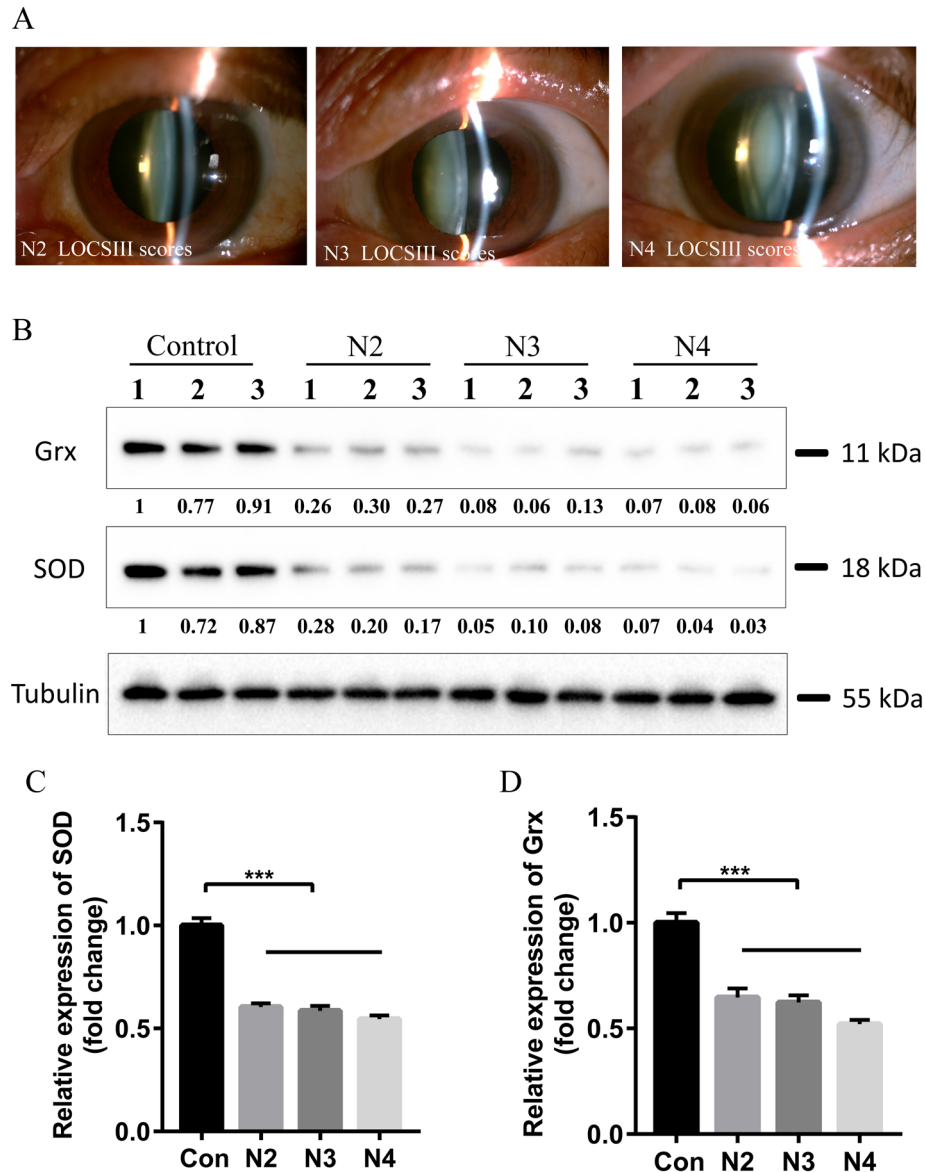 A
N2 LOCSIII scores
N3 LOCSIII scores
N4 LOCSIII scores
B
Control N2 N3 N4
1 2 3 1 2 3 1 2 3 1 2 3
Grx 11 kDa
1 0.77 0.91 0.26 0.30 0.27 0.08 0.06 0.13 0.07 0.08 0.06
SOD 18 kDa
1 0.72 0.87 0.28 0.20 0.17 0.05 0.10 0.08 0.07 0.04 0.03
Tubulin 55 kDa
C
Relative expression of SOD
(fold change)
1.5
1.0
0.5
0.0
***
Con N2 N3 N4
D
Relative expression of Grx
(fold change)
1.5
1.0
0.5
0.0
***
Con N2 N3 N4